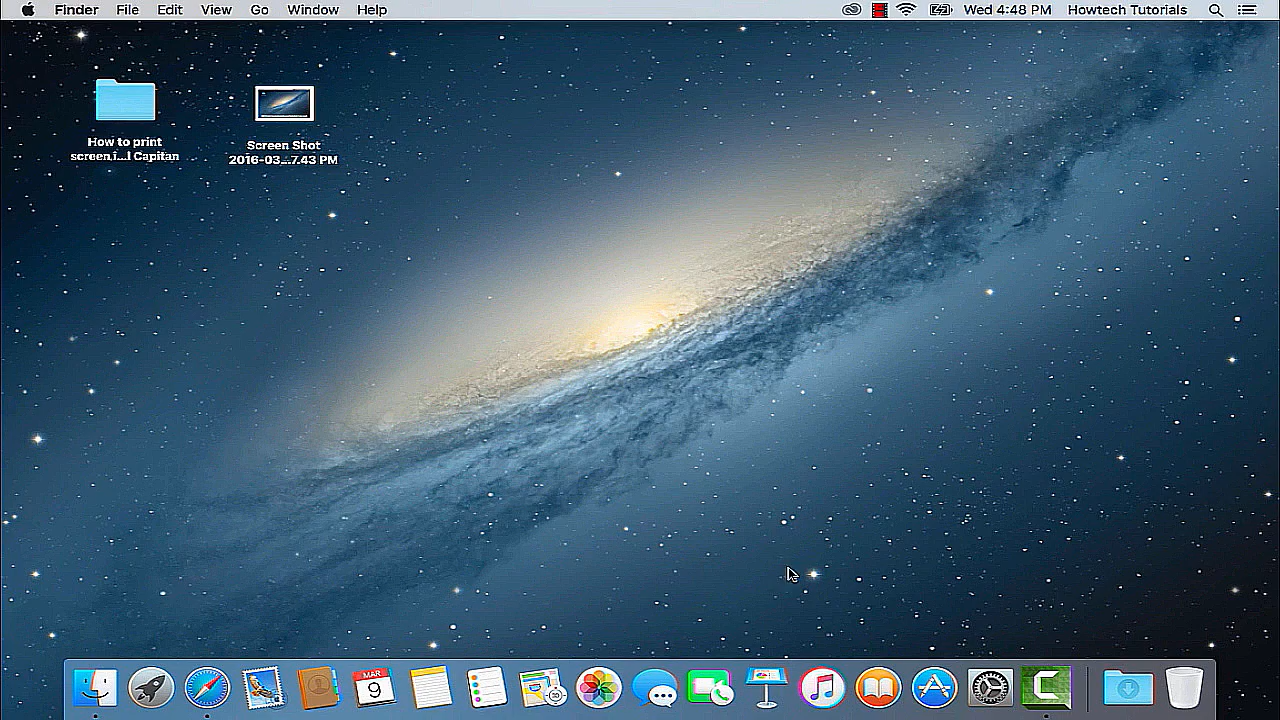 Finder File Edit View Go Window Help Wed 4:48 PM Howtech Tutorials
How to print
screen i...l Capitan
Screen Shot
2016-03...7.43 PM
MAR
9